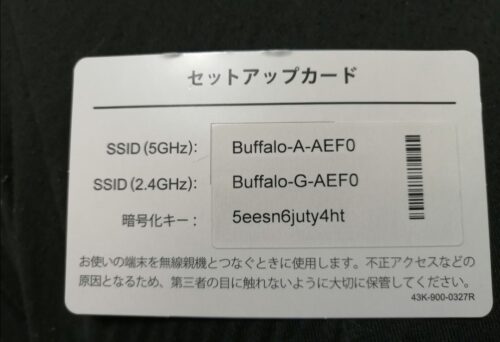 セットアップカード
SSID(5GHz): Buffalo-A-AEF0
SSID(2.4GHz): Buffalo-G-AEF0
暗号化キー: 5eesn6juty4ht
お使いの端末を無線親機とつなぐときに使用します。不正アクセスなどの
原因となるため、第三者の目に触れないように大切に保管してください。
43K-900-0327R